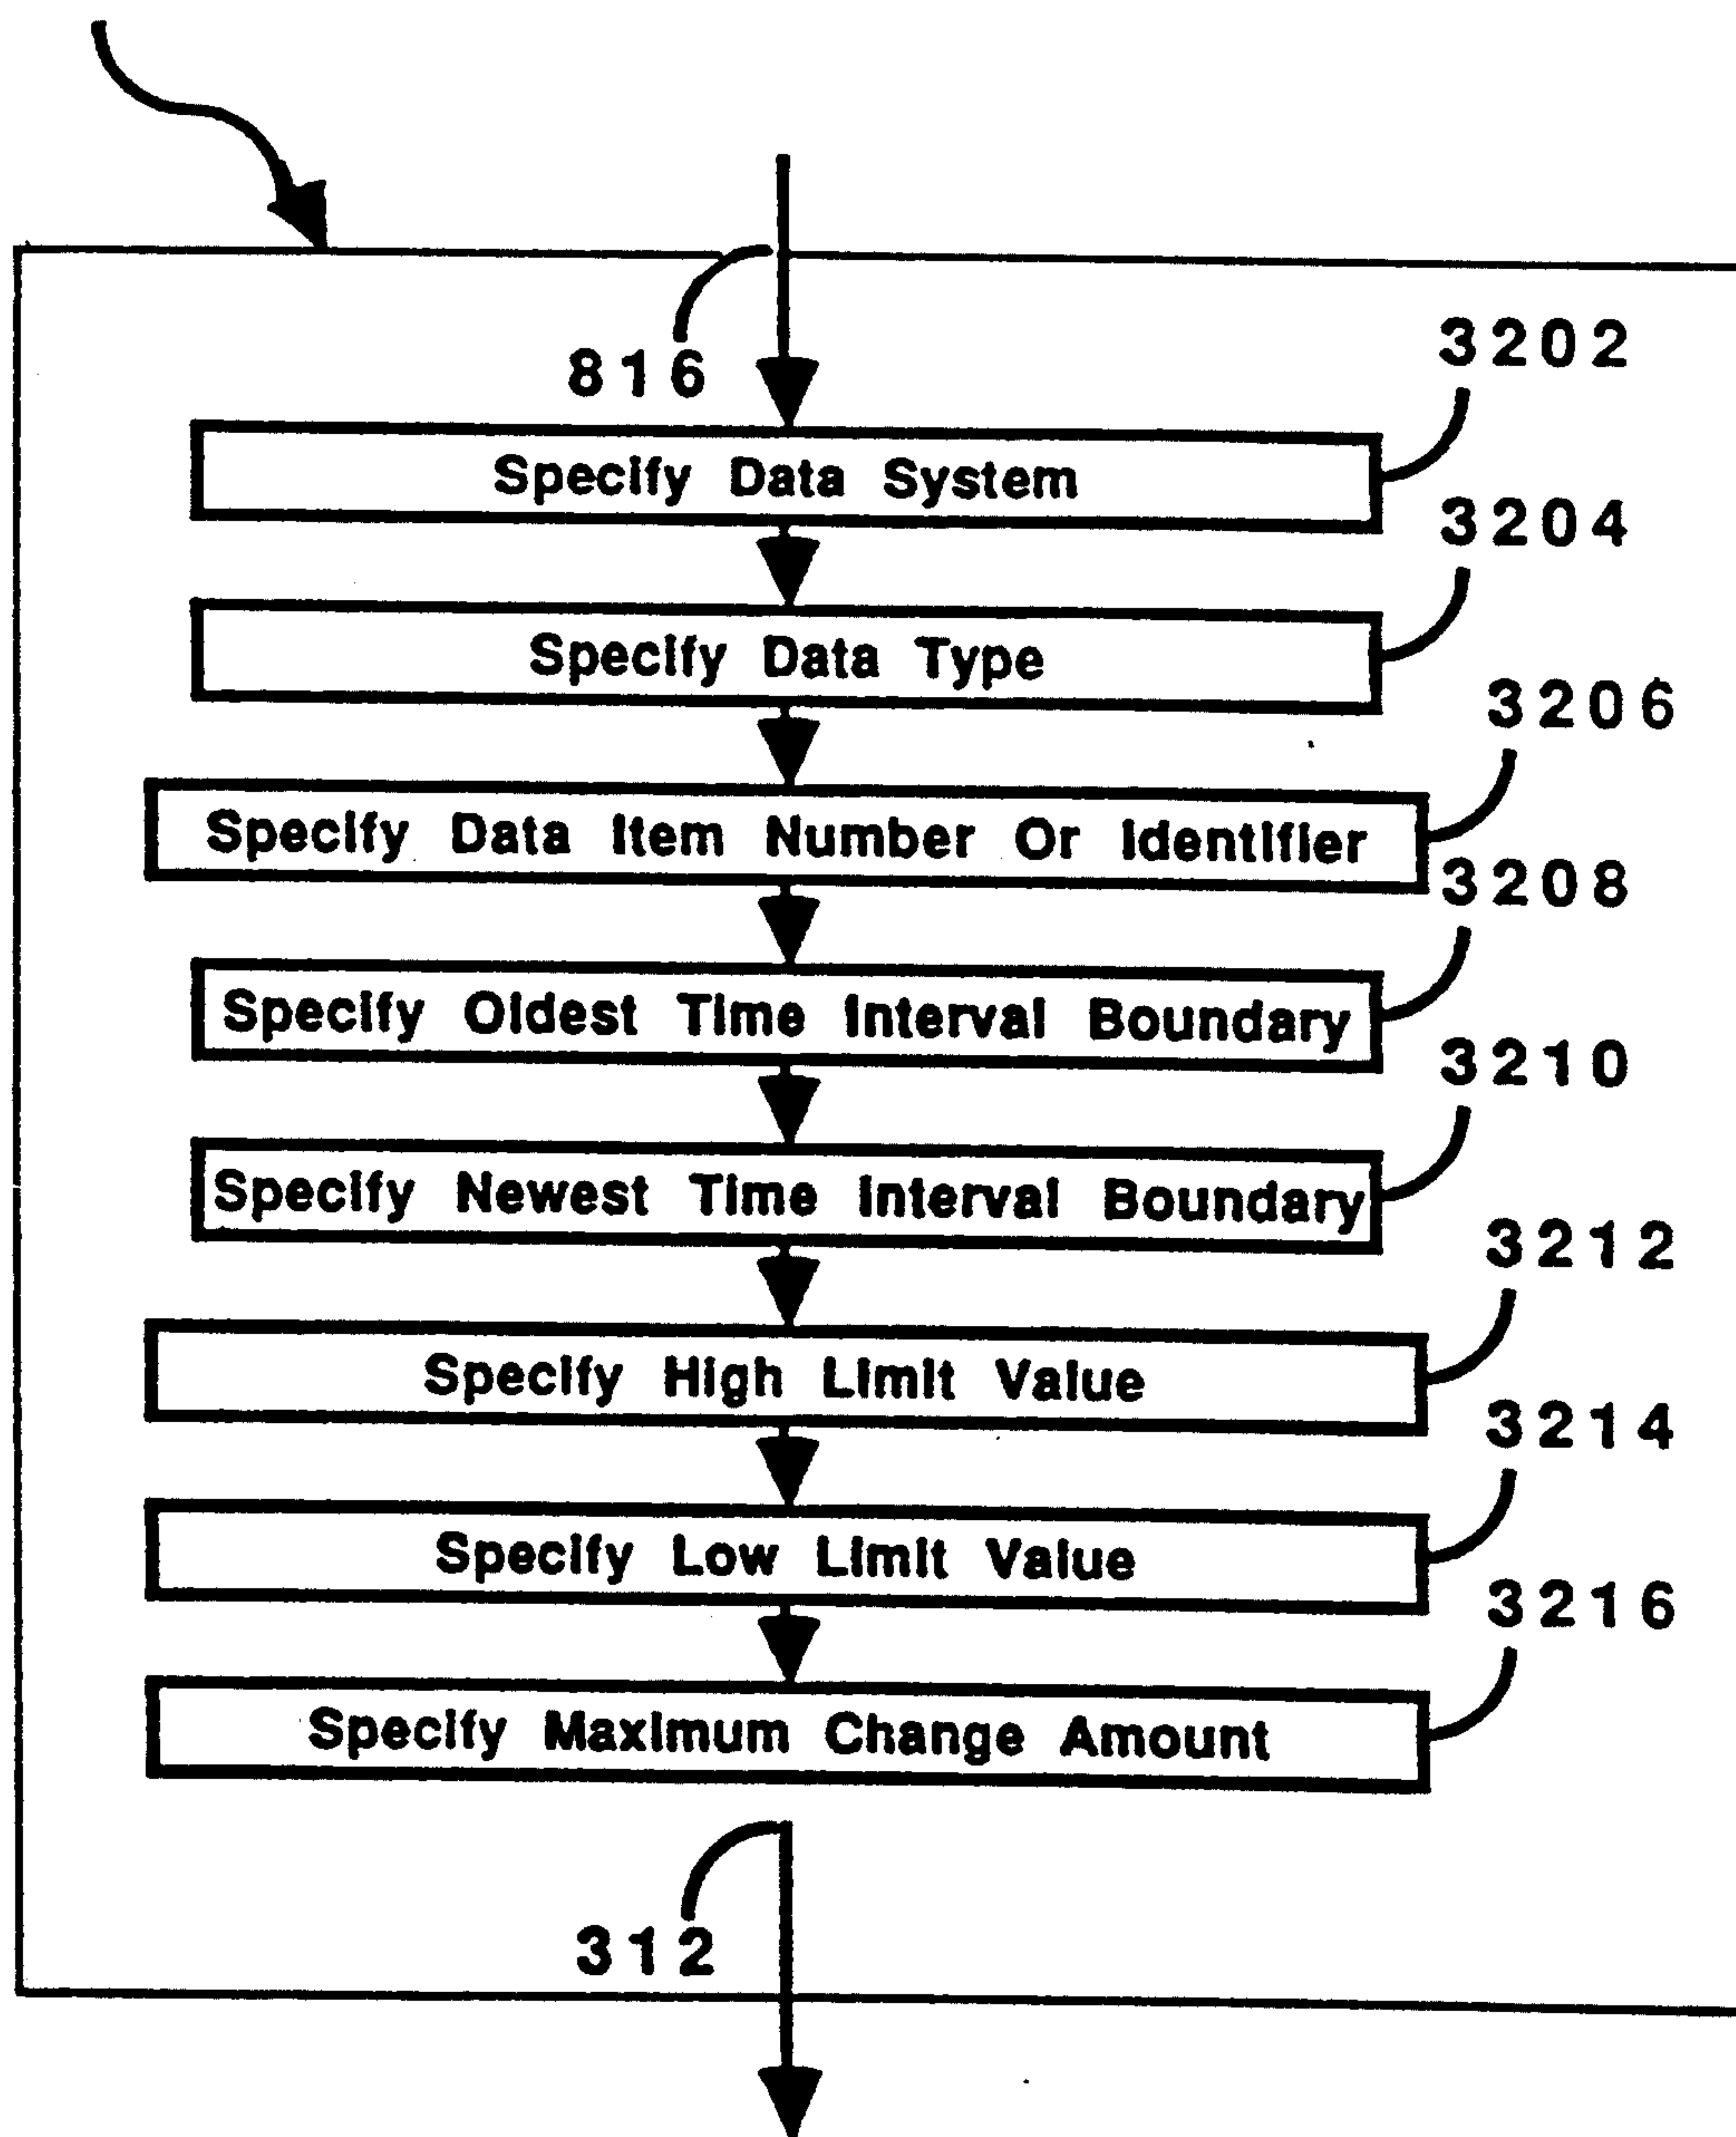 3202
816
Specify Data System
3204
Specify Data Type
3206
Specify Data Item Number Or Identifier
3208
Specify Oldest Time Interval Boundary
3210
Specify Newest Time Interval Boundary
3212
Specify High Limit Value
3214
Specify Low Limit Value
3216
Specify Maximum Change Amount
312